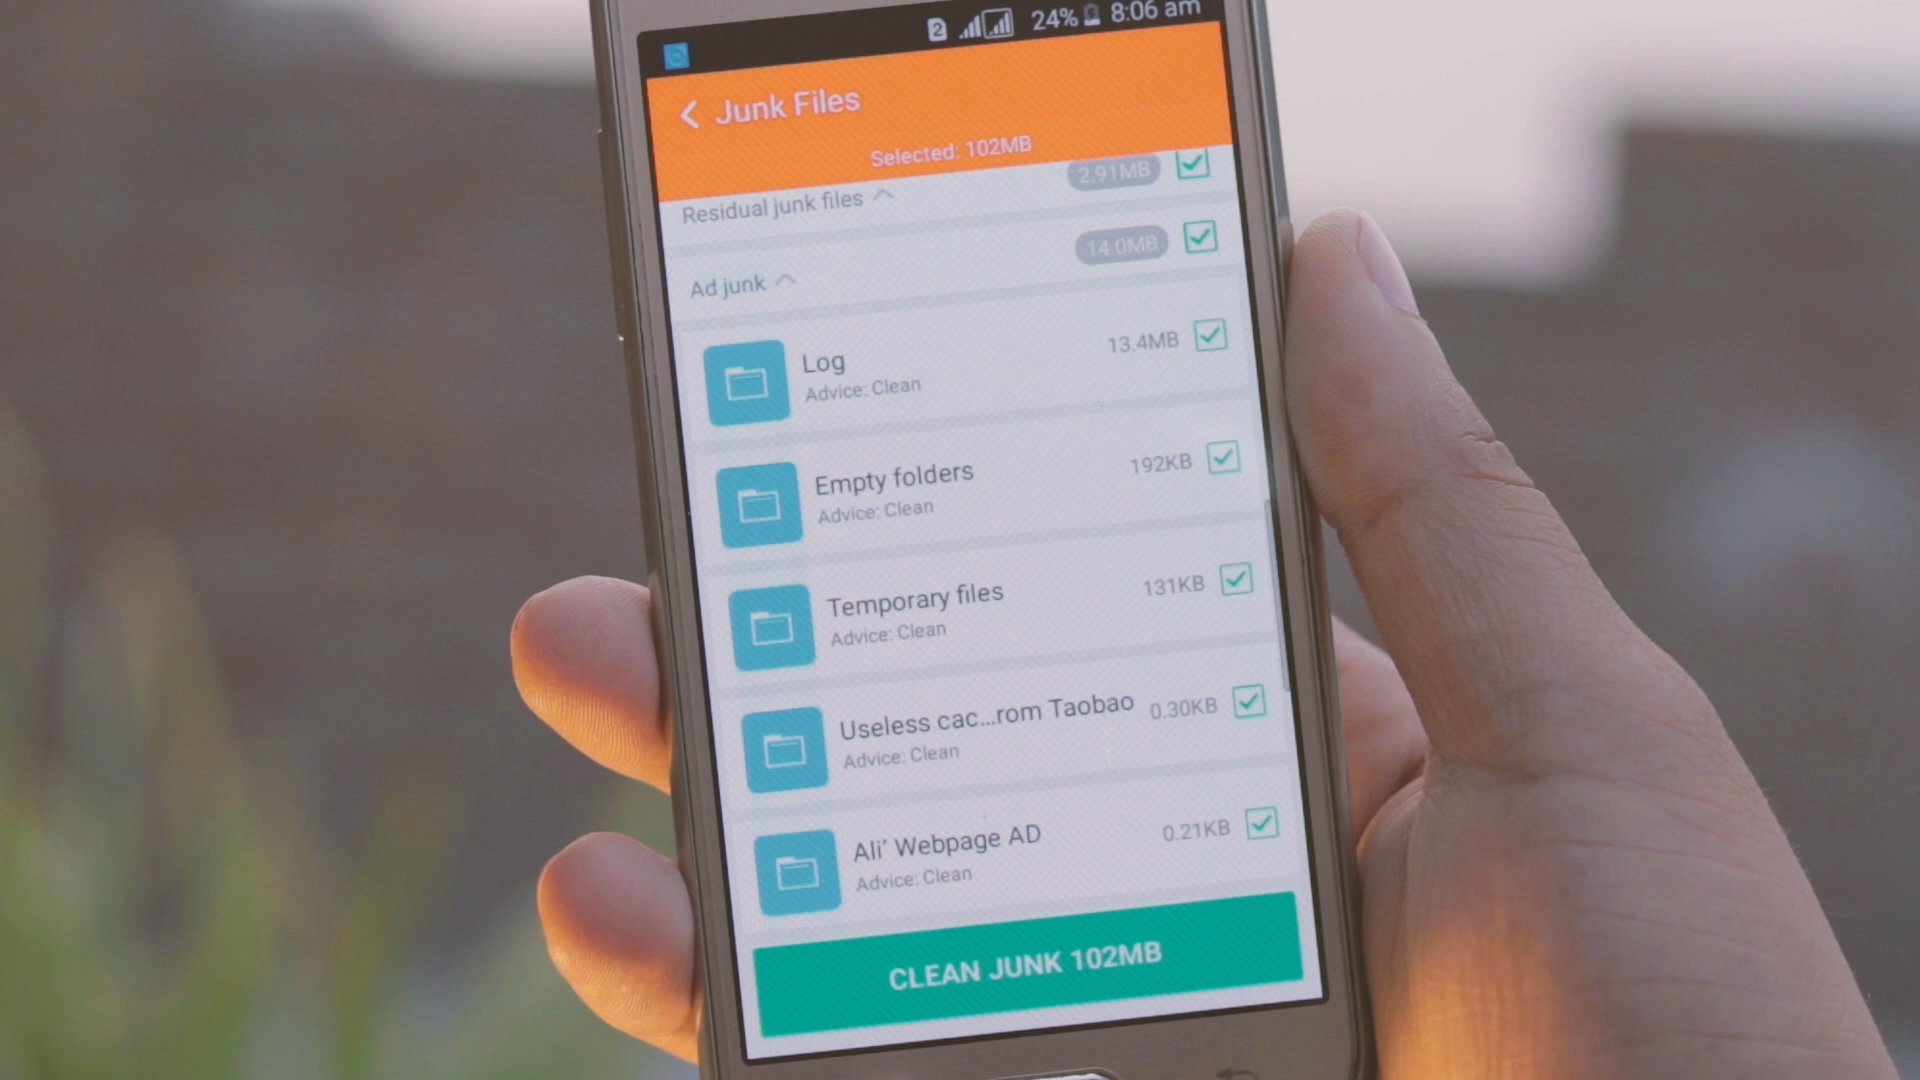 2 24% 8:06 am
Junk Files
Selected: 102MB
Residual junk files 2.91MB
Ad junk 14.0MB
Log 13.4MB
Advice: Clean
Empty folders 192KB
Advice: Clean
Temporary files 131KB
Advice: Clean
Useless cac...rom Taobao 0.30KB
Advice: Clean
Ali' Webpage AD 0.21KB
Advice: Clean
CLEAN JUNK 102MB